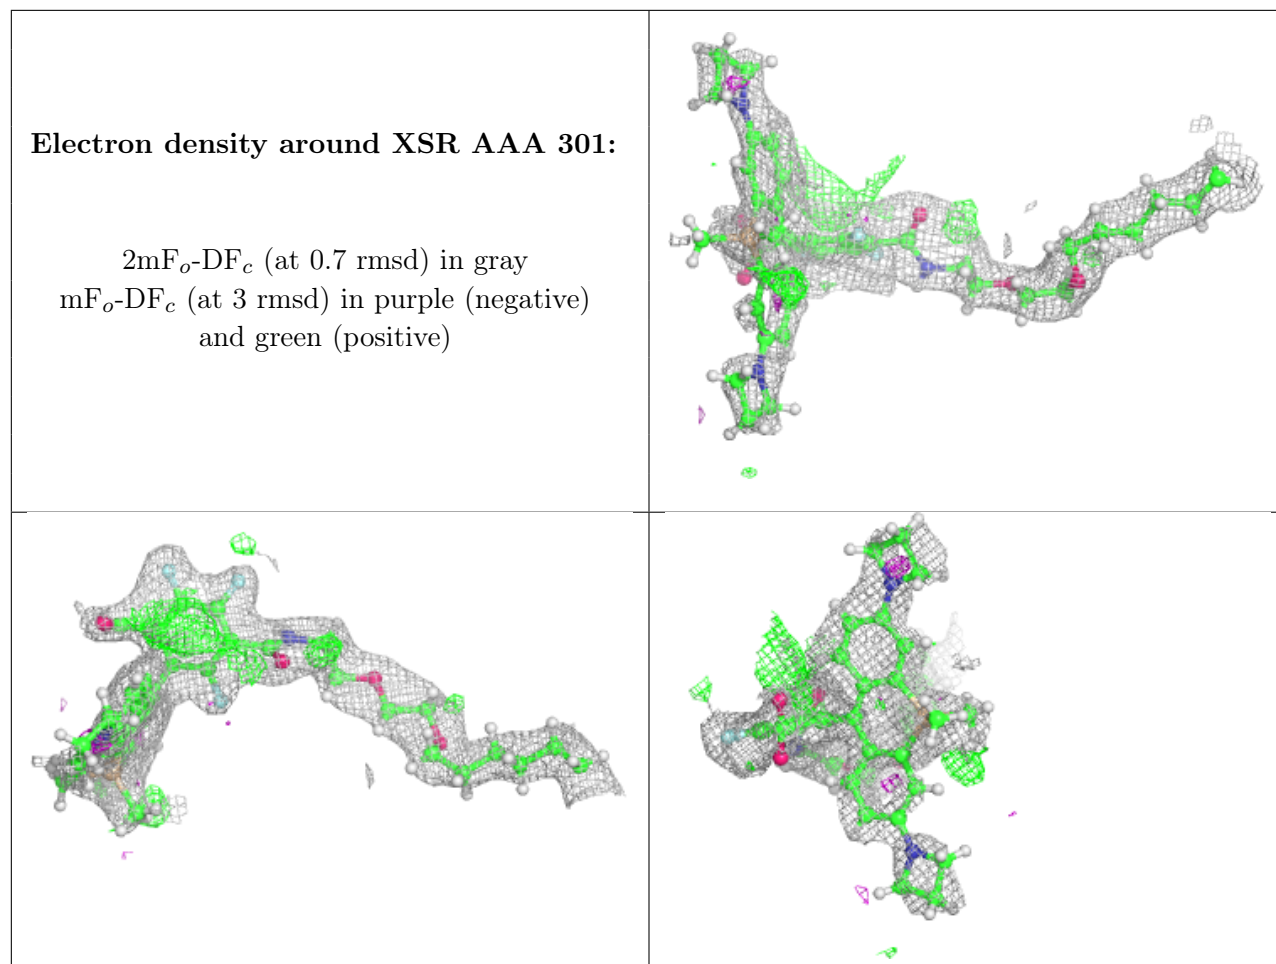 Electron density around XSR AAA 301:
2mFo-DFc (at 0.7 rmsd) in gray
mFo-DFc (at 3 rmsd) in purple (negative)
and green (positive)